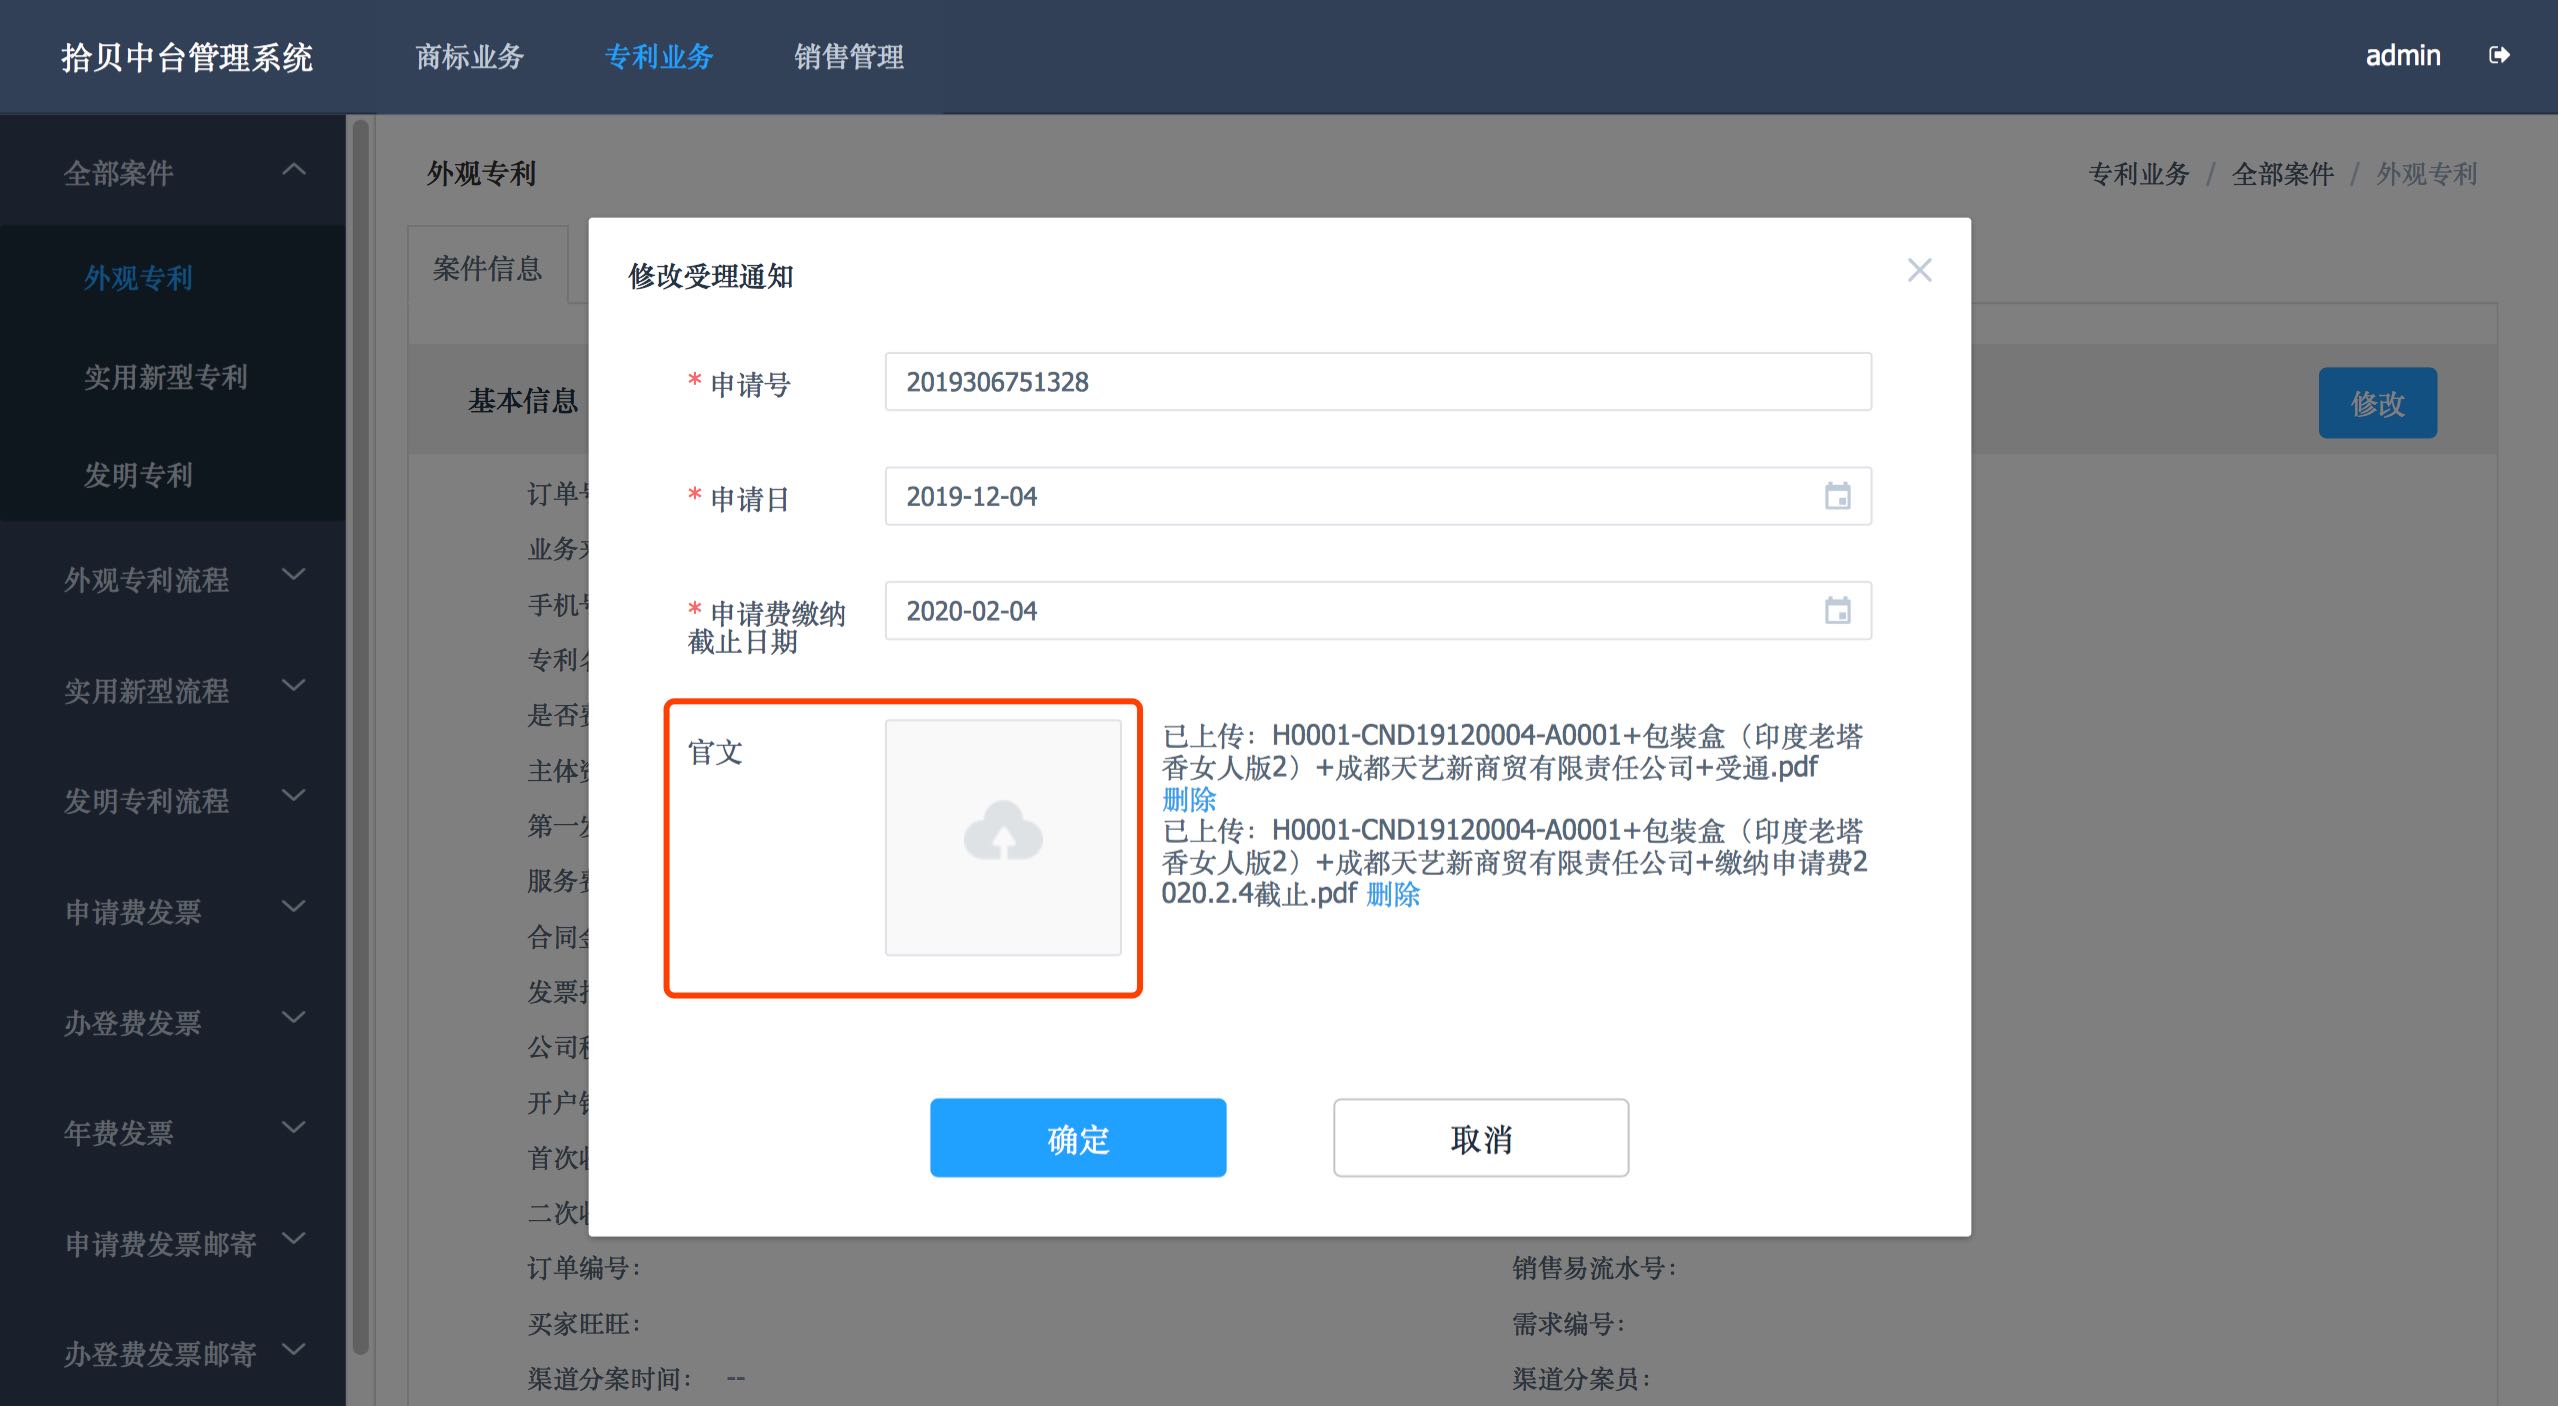 拾贝中台管理系统
商标业务
专利业务
销售管理
admin
全部案件
外观专利
实用新型专利
发明专利
外观专利流程
实用新型流程
发明专利流程
申请费发票
办登费发票
年费发票
申请费发票邮寄
办登费发票邮寄
外观专利
专利业务 / 全部案件 / 外观专利
案件信息
基本信息
修改
订单
业务
手机
专利
是否
主体
第一
服务
合同
发票
公司
开户
首次
二次
订单编号：
销售易流水号：
买家旺旺：
需求编号：
渠道分案时间： --
渠道分案员：
修改受理通知
* 申请号
2019306751328
* 申请日
2019-12-04
* 申请费缴纳
截止日期
2020-02-04
官文
已上传：H0001-CND19120004-A0001+包装盒（印度老塔
香女人版2）+成都天艺新商贸有限责任公司+受通.pdf
删除
已上传：H0001-CND19120004-A0001+包装盒（印度老塔
香女人版2）+成都天艺新商贸有限责任公司+缴纳申请费2
020.2.4截止.pdf 删除
确定
取消